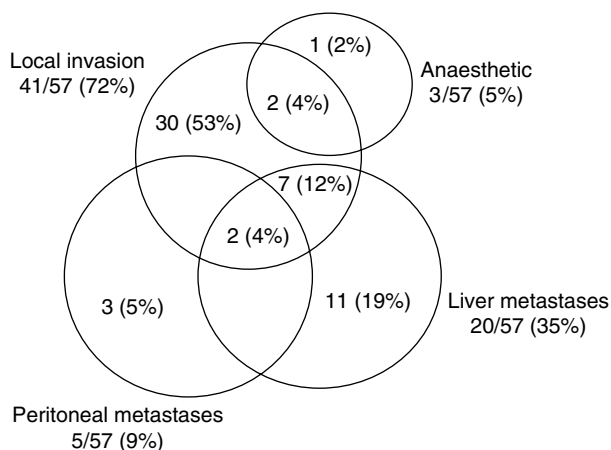 Local invasion
41/57 (72%)
1 (2%)
Anaesthetic
3/57 (5%)
2 (4%)
30 (53%)
7 (12%)
2 (4%)
3 (5%)
11 (19%)
Liver metastases
20/57 (35%)
Peritoneal metastases
5/57 (9%)